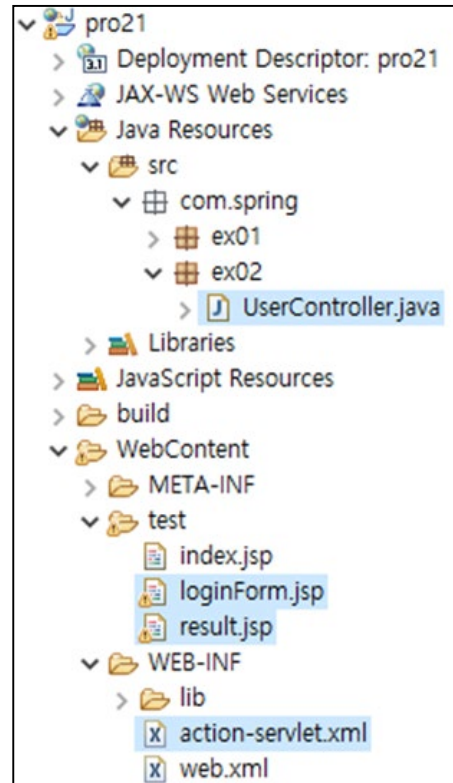 pro21
3.1 Deployment Descriptor: pro21
JAX-WS Web Services
Java Resources
src
com.spring
ex01
ex02
J UserController.java
Libraries
JavaScript Resources
build
WebContent
META-INF
test
index.jsp
loginForm.jsp
result.jsp
WEB-INF
lib
X action-servlet.xml
X web.xml